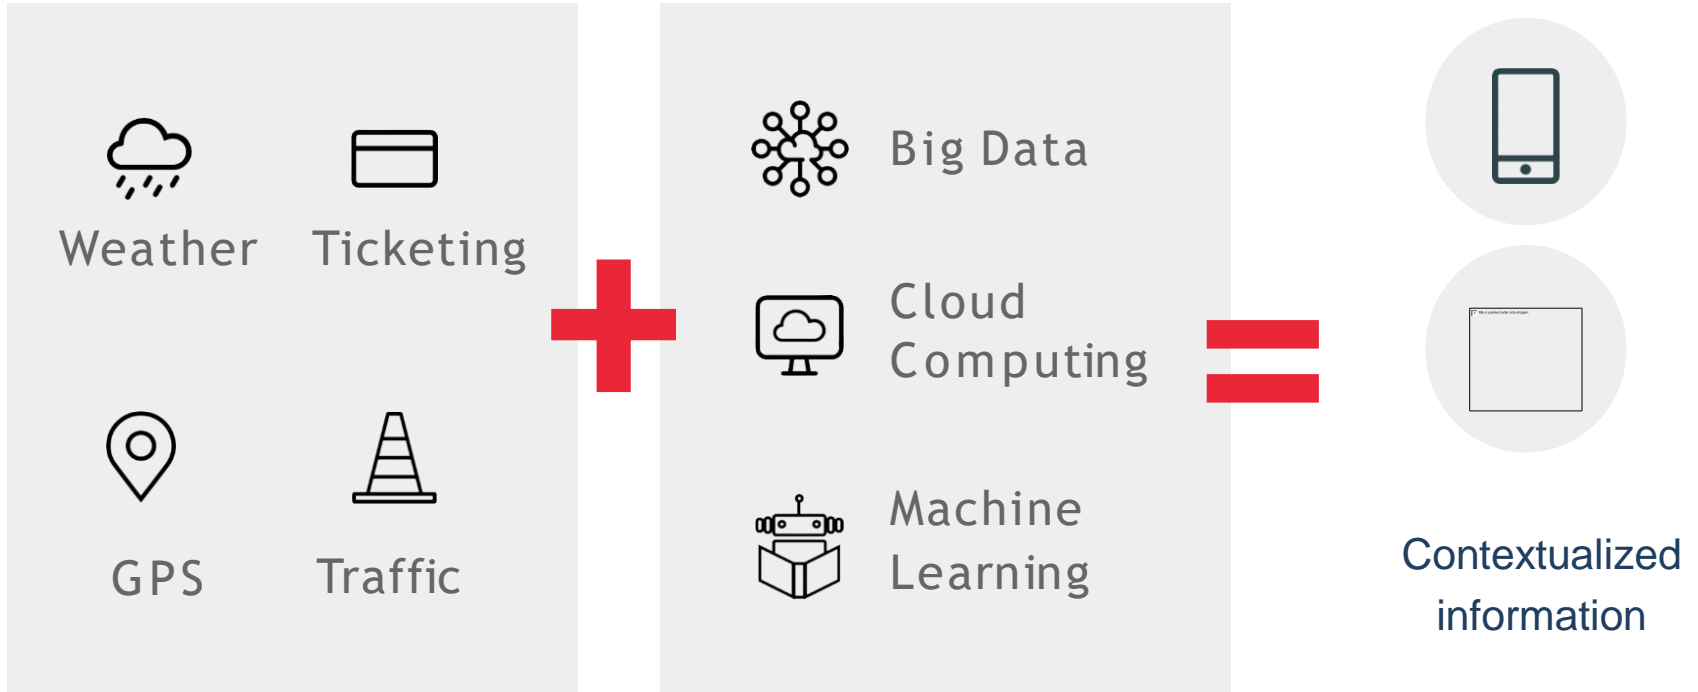 Weather
Ticketing
GPS
Traffic
Big Data
Cloud
Computing
Machine
Learning
Contextualized
information